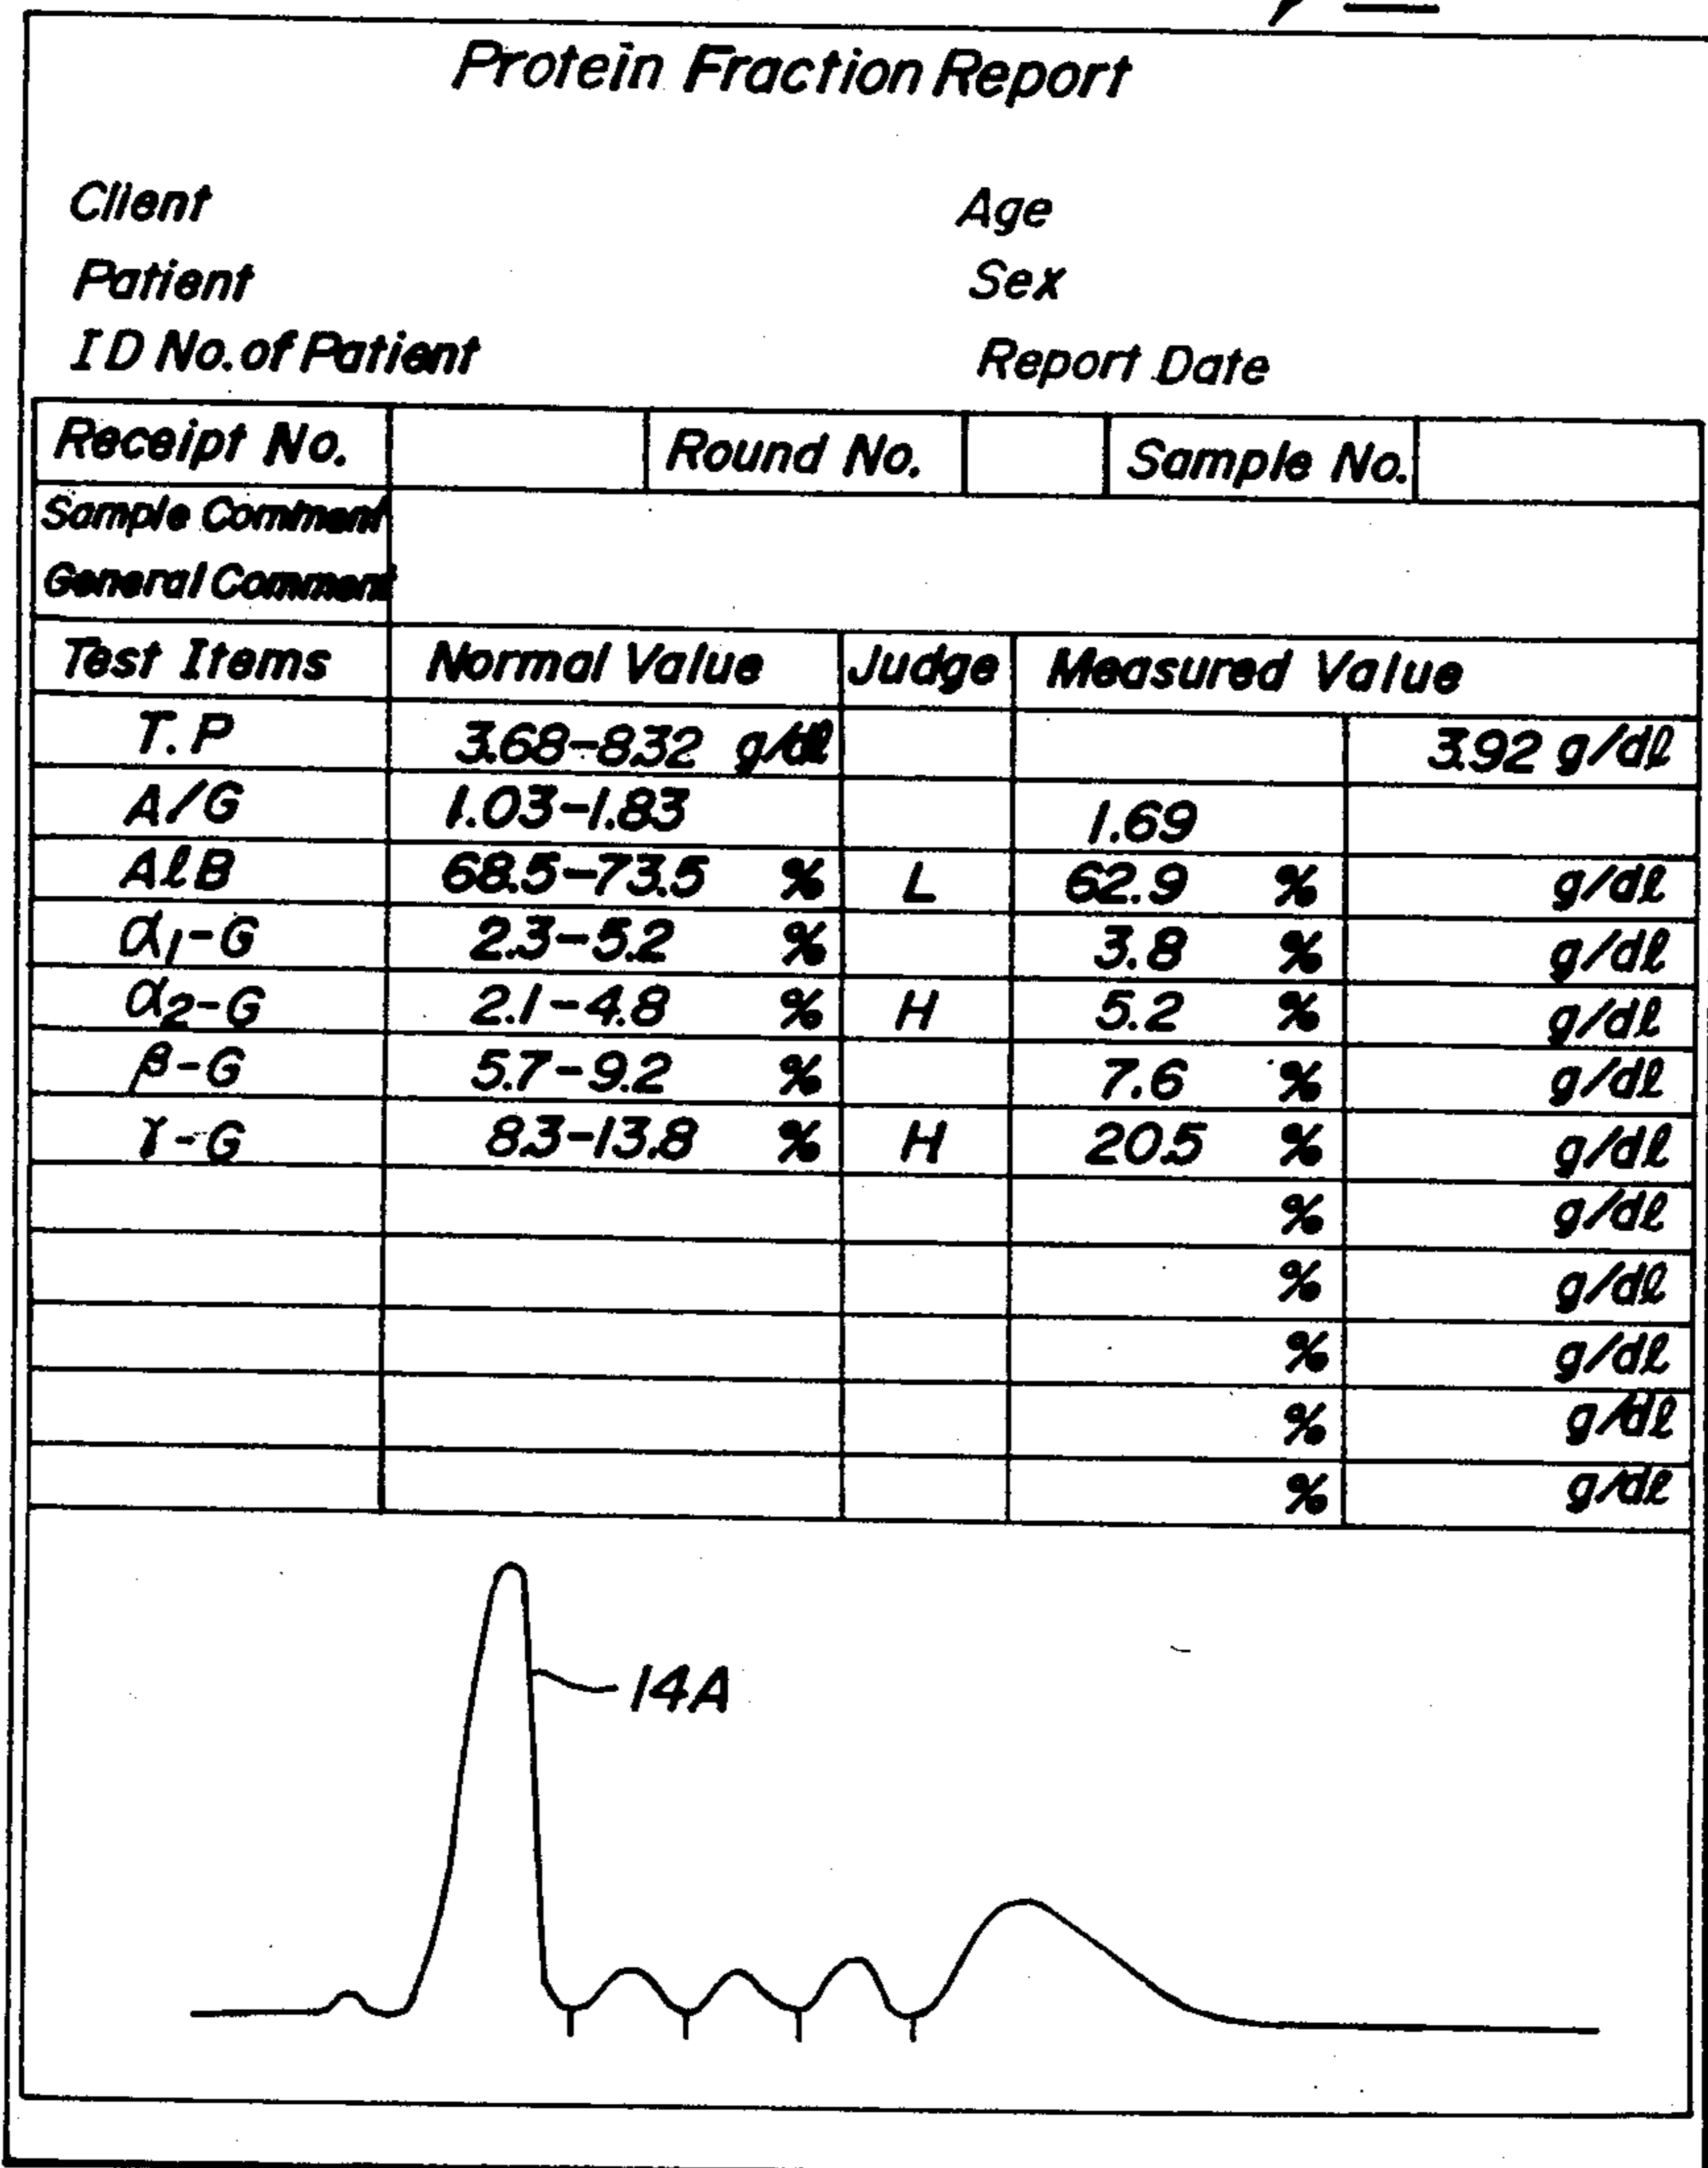 Protein Fraction Report
Client Age
Patient Sex
ID No. of Patient Report Date
Receipt No. Round No. Sample No.
Sample Comment
General Comment
Test Items Normal Value Judge Measured Value
T.P 3.68-8.32 g/dl 3.92 g/dl
A/G 1.03-1.83 1.69
AlB 68.5-73.5 % L 62.9 % g/dl
α1-G 2.3-5.2 % 3.8 % g/dl
α2-G 2.1-4.8 % H 5.2 % g/dl
β-G 5.7-9.2 % 7.6 % g/dl
γ-G 8.3-13.8 % H 20.5 % g/dl
% g/dl
% g/dl
% g/dl
% g/dl
% g/dl
14A